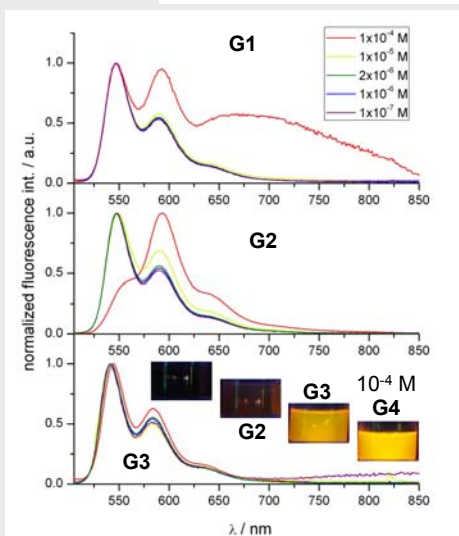 G1
1x10⁻⁴ M
1x10⁻⁵ M
2x10⁻⁶ M
1x10⁻⁶ M
1x10⁻⁷ M
1.0
0.5
0.0
550 600 650 700 750 800 850
normalized fluorescence int. / a.u.
G2
1.0
0.5
0.0
550 600 650 700 750 800 850
10⁻⁴ M
G2
G3
G4
G3
1.0
0.5
0.0
550 600 650 700 750 800 850
λ / nm